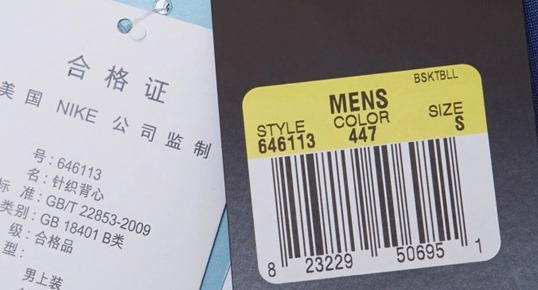 合格证
美国 NIKE 公司监制
号:646113
名:针织背心
标准:GB/T 22853-2009
类别:GB 18401 B类
级:合格品
型:
男上装
BSKTBLL
MENS
STYLE COLOR SIZE
646113 447 S
8 23229 50695 1